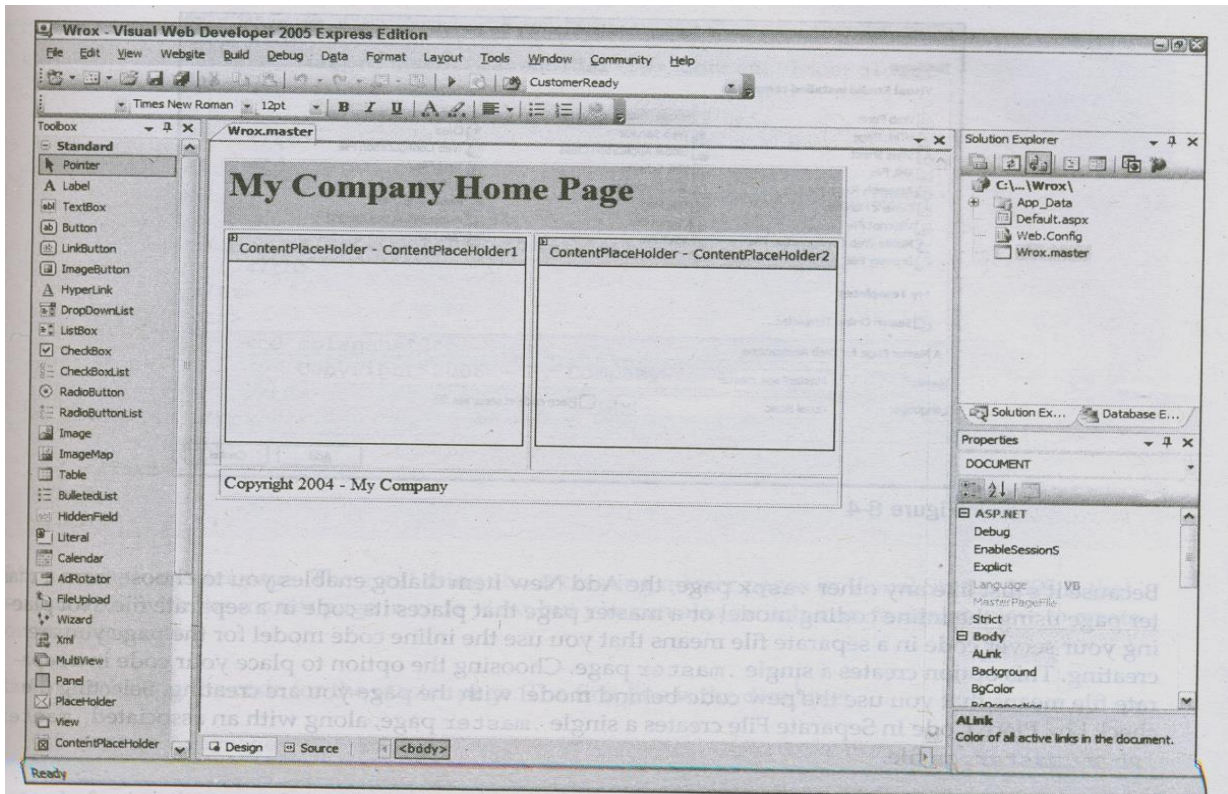 Wrox - Visual Web Developer 2005 Express Edition
File Edit View Website Build Debug Data Format Layout Tools Window Community Help
CustomerReady
Times New Roman 12pt B I U A
Toolbox
Standard
Pointer
A Label
abl TextBox
ab Button
LinkButton
ImageButton
A HyperLink
DropDownList
ListBox
CheckBox
CheckBoxList
RadioButton
RadioButtonList
Image
ImageMap
Table
BulletedList
HiddenField
Literal
Calendar
AdRotator
FileUpload
Wizard
Xml
MultiView
Panel
PlaceHolder
View
ContentPlaceHolder
Wrox.master
My Company Home Page
ContentPlaceHolder - ContentPlaceHolder1
ContentPlaceHolder - ContentPlaceHolder2
Copyright 2004 - My Company
Design Source <body>
Solution Explorer
C:\...\Wrox\
App_Data
Default.aspx
Web.Config
Wrox.master
Solution Ex... Database E...
Properties
DOCUMENT
ASP.NET
Debug
EnableSessionS
Explicit
Language VB
MasterPageFile
Strict
Body
ALink
Background
BgColor
ALink
Color of all active links in the document.
Ready